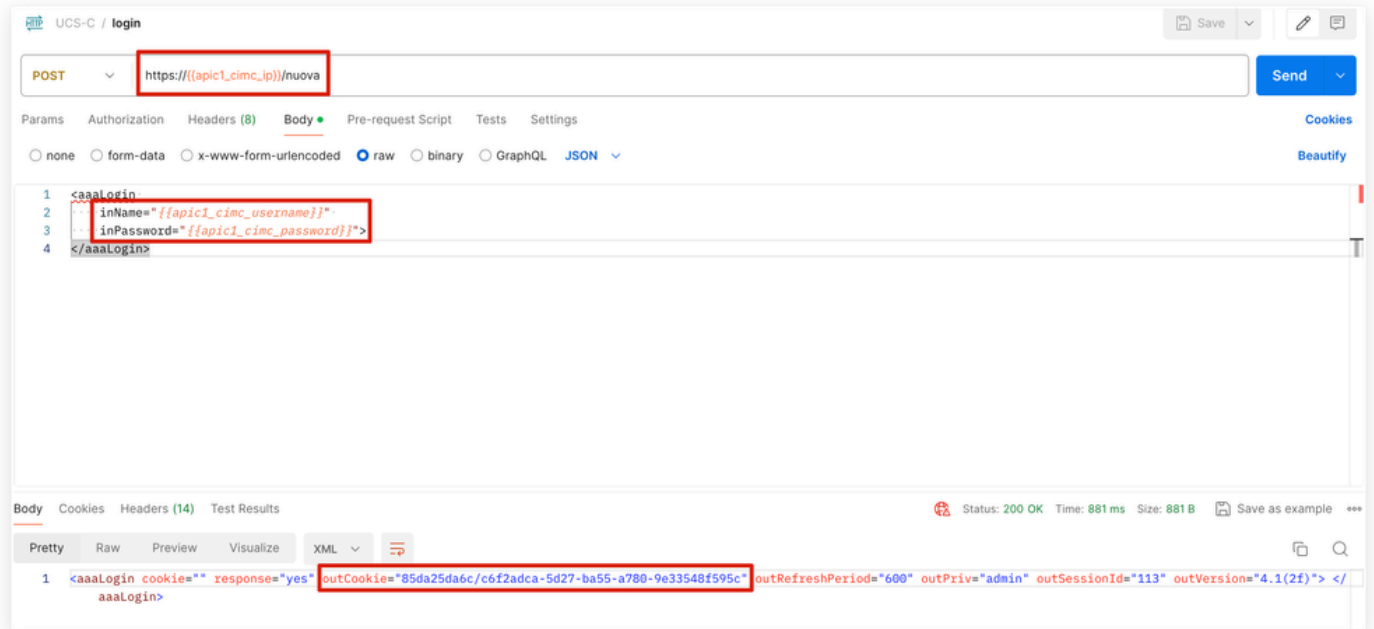 HTTP UCS-C / login Save
POST https://{{apic1_cimc_ip}}/nuova Send
Params Authorization Headers (8) Body Pre-request Script Tests Settings Cookies
none form-data x-www-form-urlencoded raw binary GraphQL JSON Beautify
1 <aaaLogin
2 inName="{{apic1_cimc_username}}"
3 inPassword="{{apic1_cimc_password}}">
4 </aaaLogin>
Body Cookies Headers (14) Test Results Status: 200 OK Time: 881 ms Size: 881 B Save as example
Pretty Raw Preview Visualize XML
1 <aaaLogin cookie="" response="yes" outCookie="85da25da6c/c6f2adca-5d27-ba55-a780-9e33548f595c" outRefreshPeriod="600" outPriv="admin" outSessionId="113" outVersion="4.1(2f)"> </
aaaLogin>